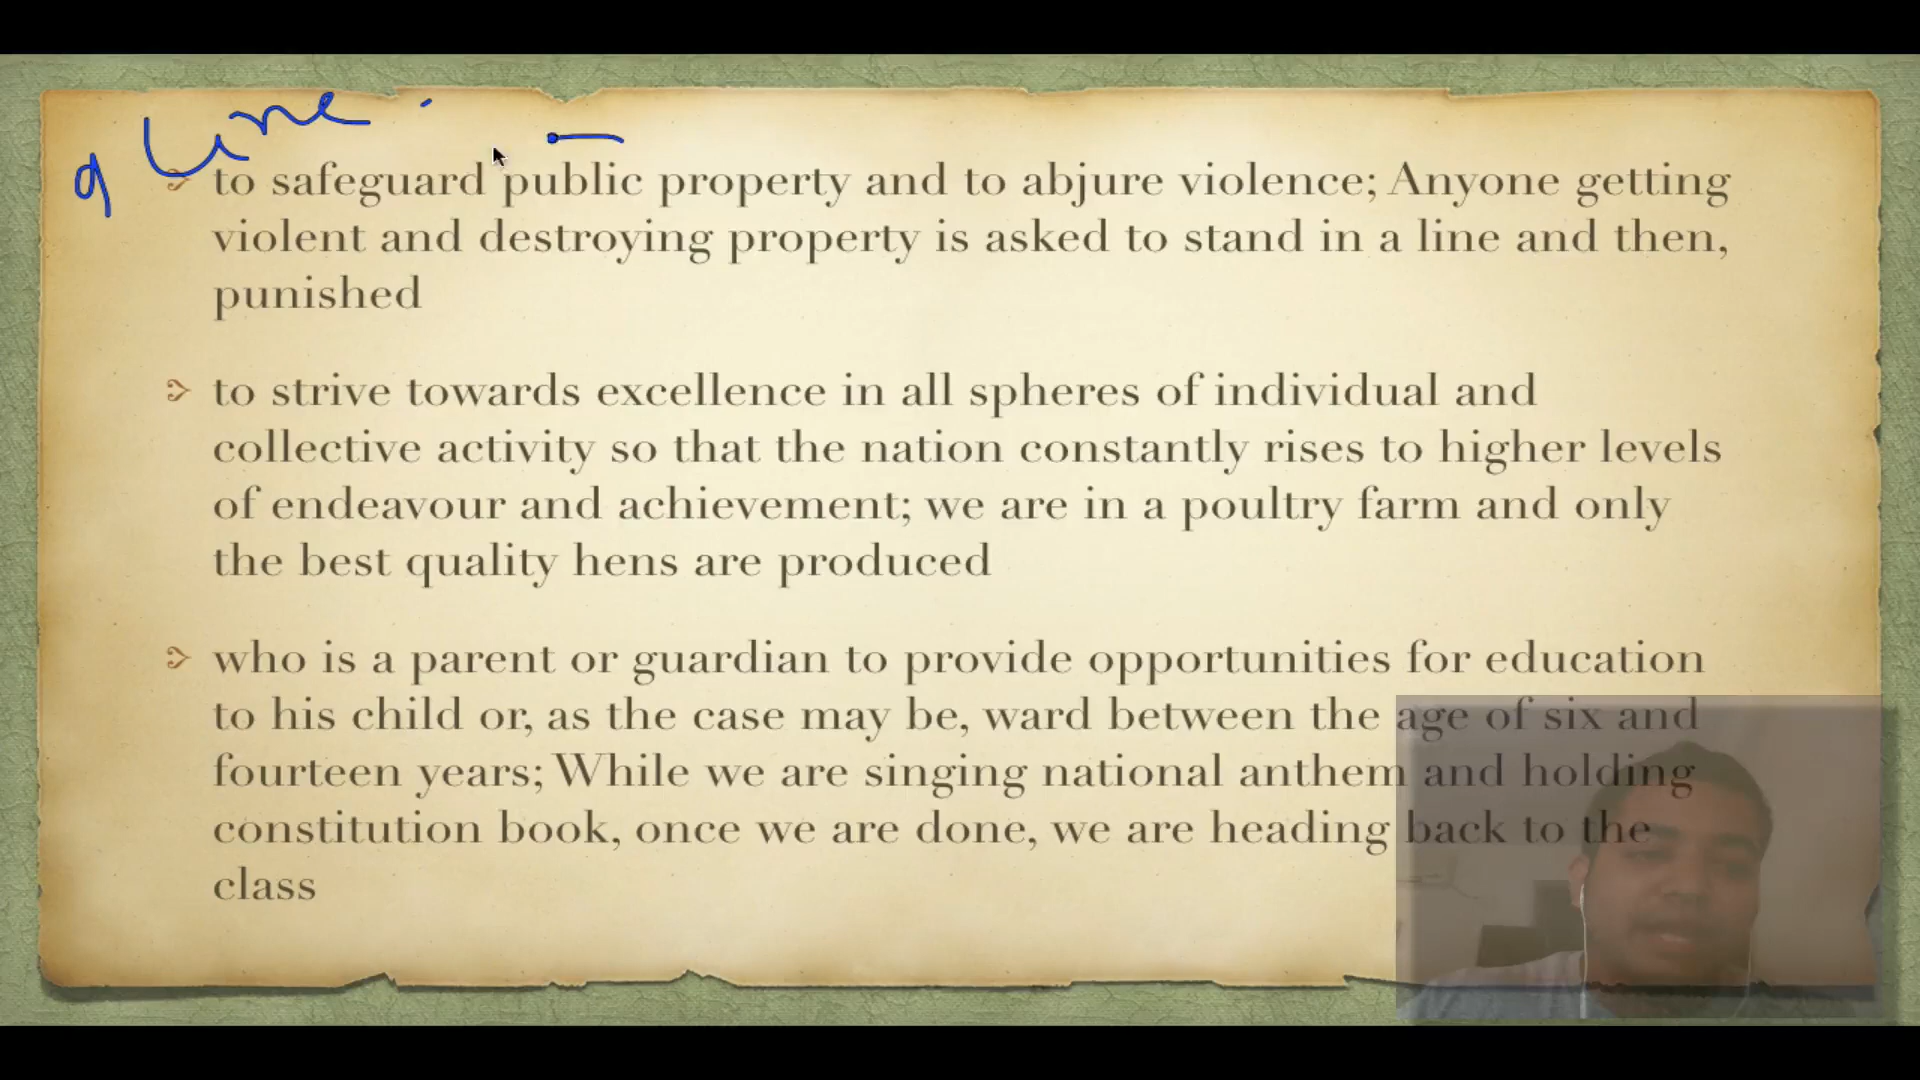 9 Line
to safeguard public property and to abjure violence; Anyone getting
violent and destroying property is asked to stand in a line and then,
punished
to strive towards excellence in all spheres of individual and
collective activity so that the nation constantly rises to higher levels
of endeavour and achievement; we are in a poultry farm and only
the best quality hens are produced
who is a parent or guardian to provide opportunities for education
to his child or, as the case may be, ward between the age of six and
fourteen years; While we are singing national anthem and holding
constitution book, once we are done, we are heading back to the
class